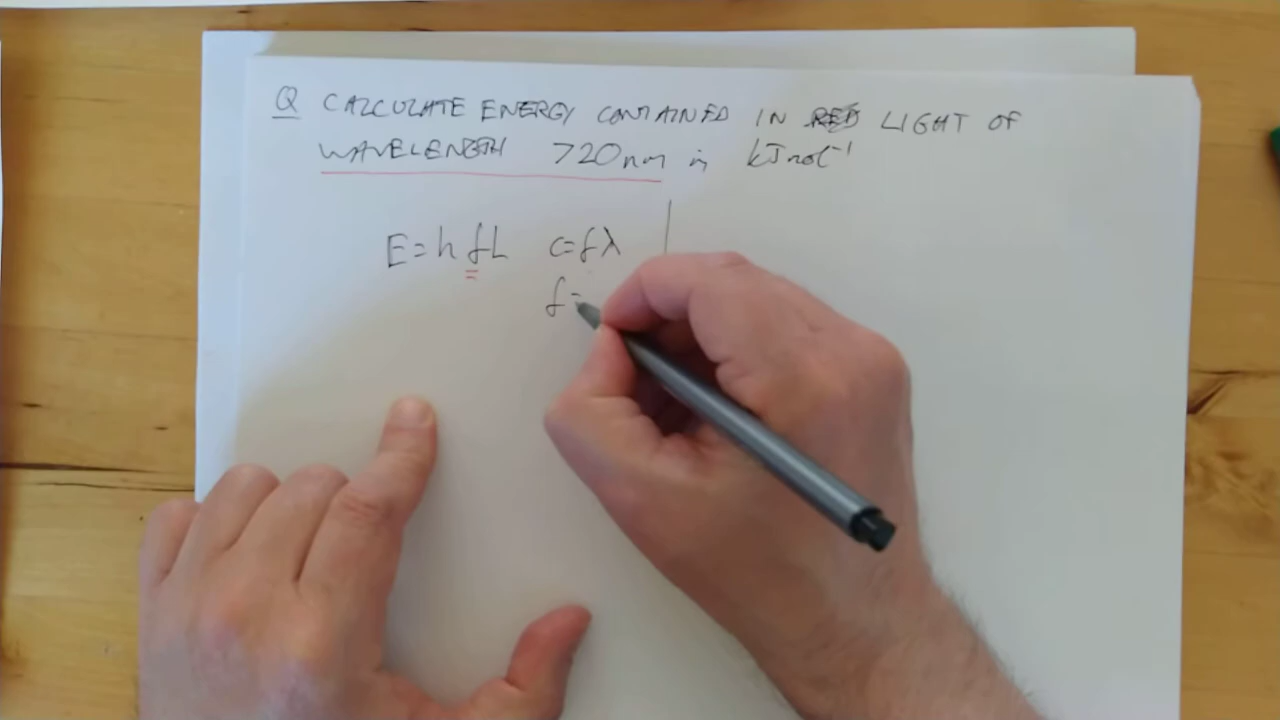 Q CALCULATE ENERGY CONTAINED IN RED LIGHT OF
WAVELENGTH 720nm in kJmol⁻¹
E=hfL c=fλ
f=